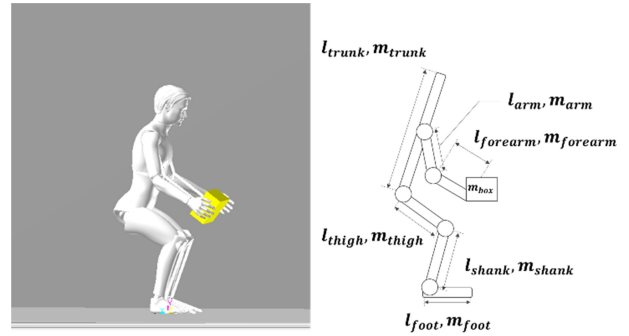 l_trunk, m_trunk
l_arm, m_arm
l_forearm, m_forearm
m_box
l_thigh, m_thigh
l_shank, m_shank
l_foot, m_foot